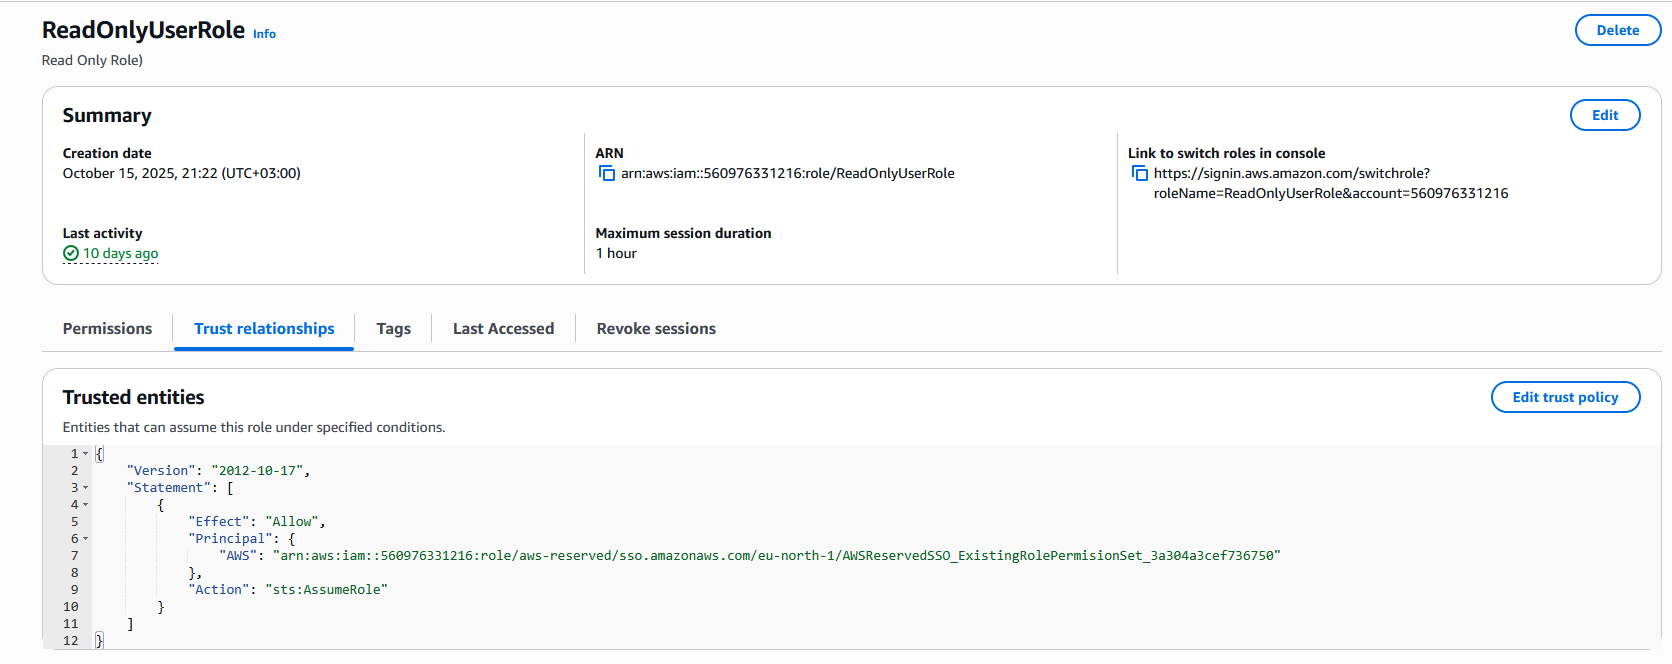 ReadOnlyUserRole Info
Delete
Read Only Role)
Summary
Edit
Creation date
October 15, 2025, 21:22 (UTC+03:00)
ARN
arn:aws:iam::560976331216:role/ReadOnlyUserRole
Link to switch roles in console
https://signin.aws.amazon.com/switchrole?
roleName=ReadOnlyUserRole&account=560976331216
Last activity
10 days ago
Maximum session duration
1 hour
Permissions
Trust relationships
Tags
Last Accessed
Revoke sessions
Trusted entities
Edit trust policy
Entities that can assume this role under specified conditions.
1 {
2 "Version": "2012-10-17",
3 "Statement": [
4 {
5 "Effect": "Allow",
6 "Principal": {
7 "AWS": "arn:aws:iam::560976331216:role/aws-reserved/sso.amazonaws.com/eu-north-1/AWSReservedSSO_ExistingRolePermisionSet_3a304a3cef736750"
8 },
9 "Action": "sts:AssumeRole"
10 }
11 ]
12 }